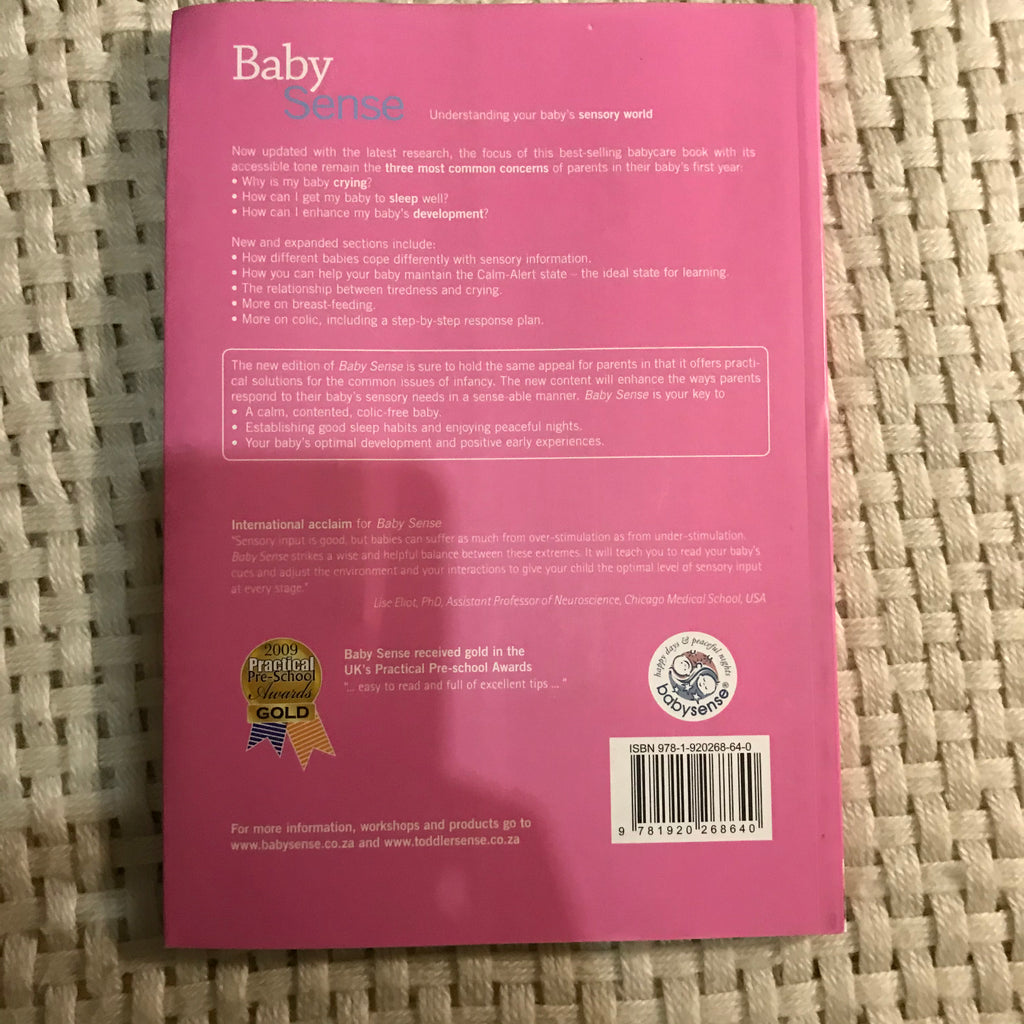 Baby
Sense
Understanding your baby's sensory world
Now updated with the latest research, the focus of this best-selling babycare book with its
accessible tone remain the three most common concerns of parents in their baby's first year:
• Why is my baby crying?
• How can I get my baby to sleep well?
• How can I enhance my baby's development?
New and expanded sections include:
• How different babies cope differently with sensory information.
• How you can help your baby maintain the Calm-Alert state – the ideal state for learning.
• The relationship between tiredness and crying.
• More on breast-feeding.
• More on colic, including a step-by-step response plan.
The new edition of Baby Sense is sure to hold the same appeal for parents in that it offers practi-
cal solutions for the common issues of infancy. The new content will enhance the ways parents
respond to their baby's sensory needs in a sense-able manner. Baby Sense is your key to
• A calm, contented, colic-free baby.
• Establishing good sleep habits and enjoying peaceful nights.
• Your baby's optimal development and positive early experiences.
International acclaim for Baby Sense
"Sensory input is good, but babies can suffer as much from over-stimulation as from under-stimulation.
Baby Sense strikes a wise and helpful balance between these extremes. It will teach you to read your baby's
cues and adjust the environment and your interactions to give your child the optimal level of sensory input
at every stage."
Lise Eliot, PhD, Assistant Professor of Neuroscience, Chicago Medical School, USA
2009
Practical
Pre-School
Awards
GOLD
Baby Sense received gold in the
UK's Practical Pre-school Awards
"... easy to read and full of excellent tips ... "
happy days & peaceful nights
babysense®
ISBN 978-1-920268-64-0
9 781920 268640
For more information, workshops and products go to
www.babysense.co.za and www.toddlersense.co.za